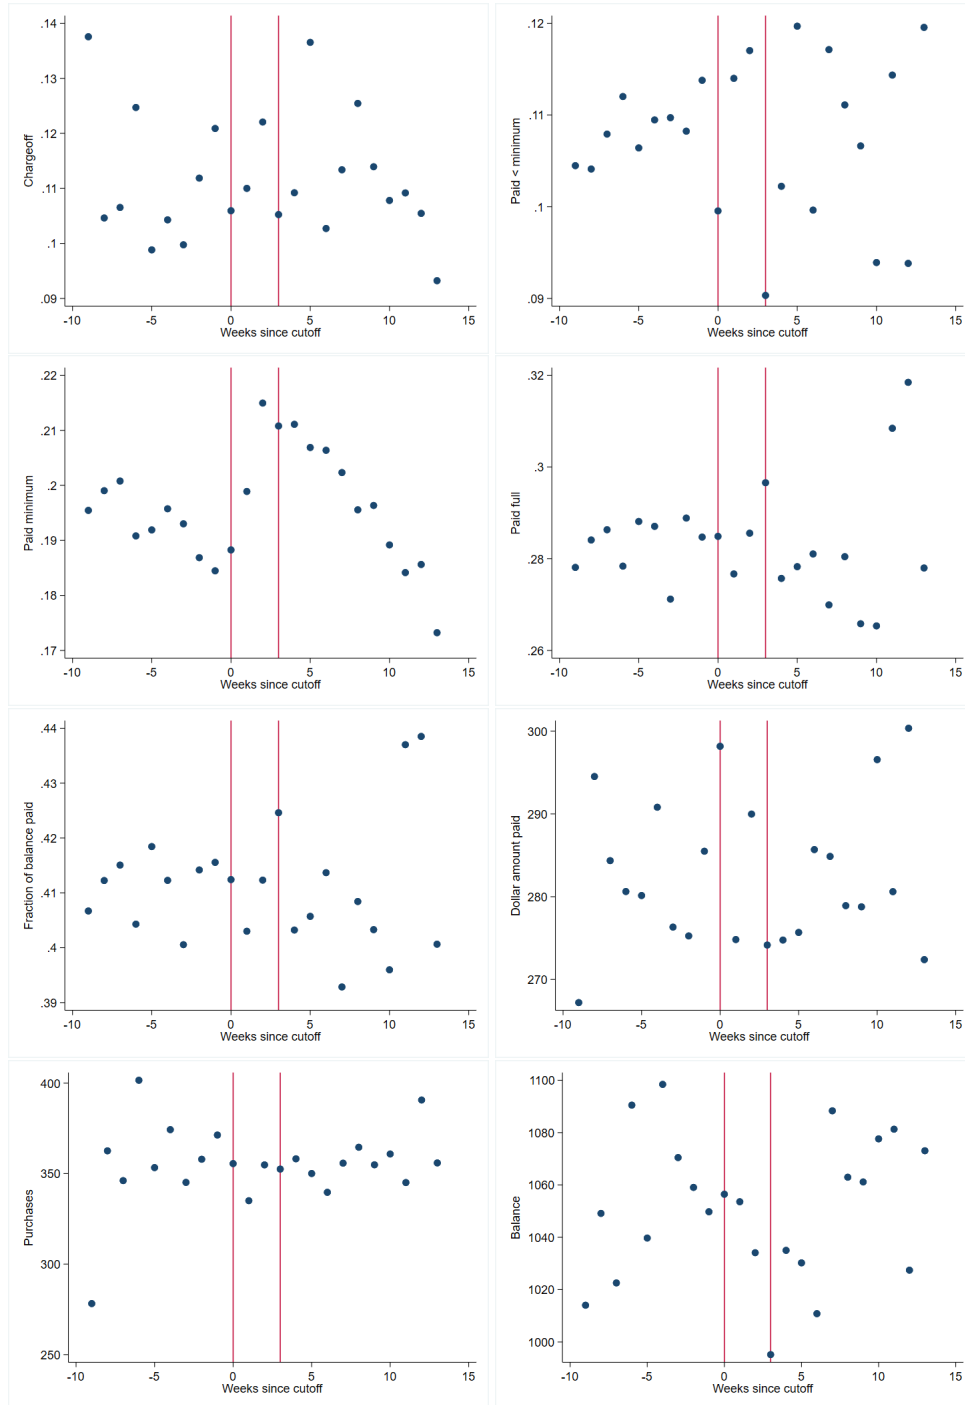 .14
.13
.12
.11
.1
.09
Chargeoff
-10 -5 0 5 10 15
Weeks since cutoff
.12
.11
.1
.09
Paid < minimum
-10 -5 0 5 10 15
Weeks since cutoff
.22
.21
.2
.19
.18
.17
Paid minimum
-10 -5 0 5 10 15
Weeks since cutoff
.32
.3
.28
.26
Paid full
-10 -5 0 5 10 15
Weeks since cutoff
.44
.43
.42
.41
.4
.39
Fraction of balance paid
-10 -5 0 5 10 15
Weeks since cutoff
300
290
280
270
Dollar amount paid
-10 -5 0 5 10 15
Weeks since cutoff
400
350
300
250
Purchases
-10 -5 0 5 10 15
Weeks since cutoff
1100
1080
1060
1040
1020
1000
Balance
-10 -5 0 5 10 15
Weeks since cutoff